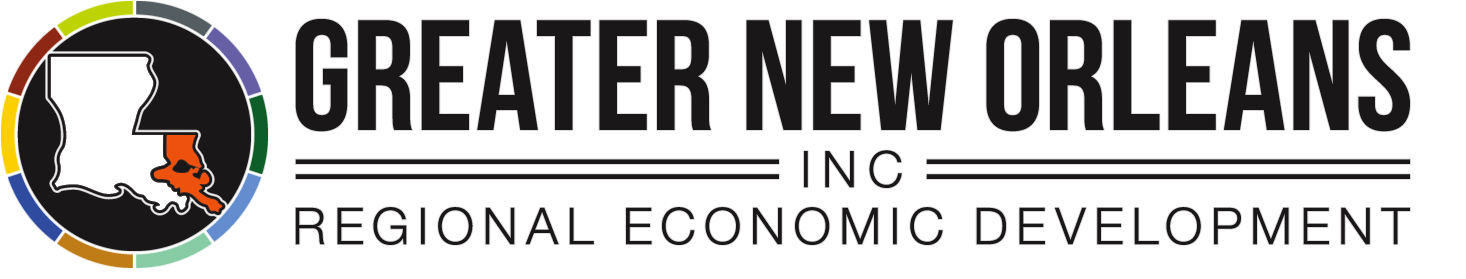 GREATER NEW ORLEANS
INC
REGIONAL ECONOMIC DEVELOPMENT